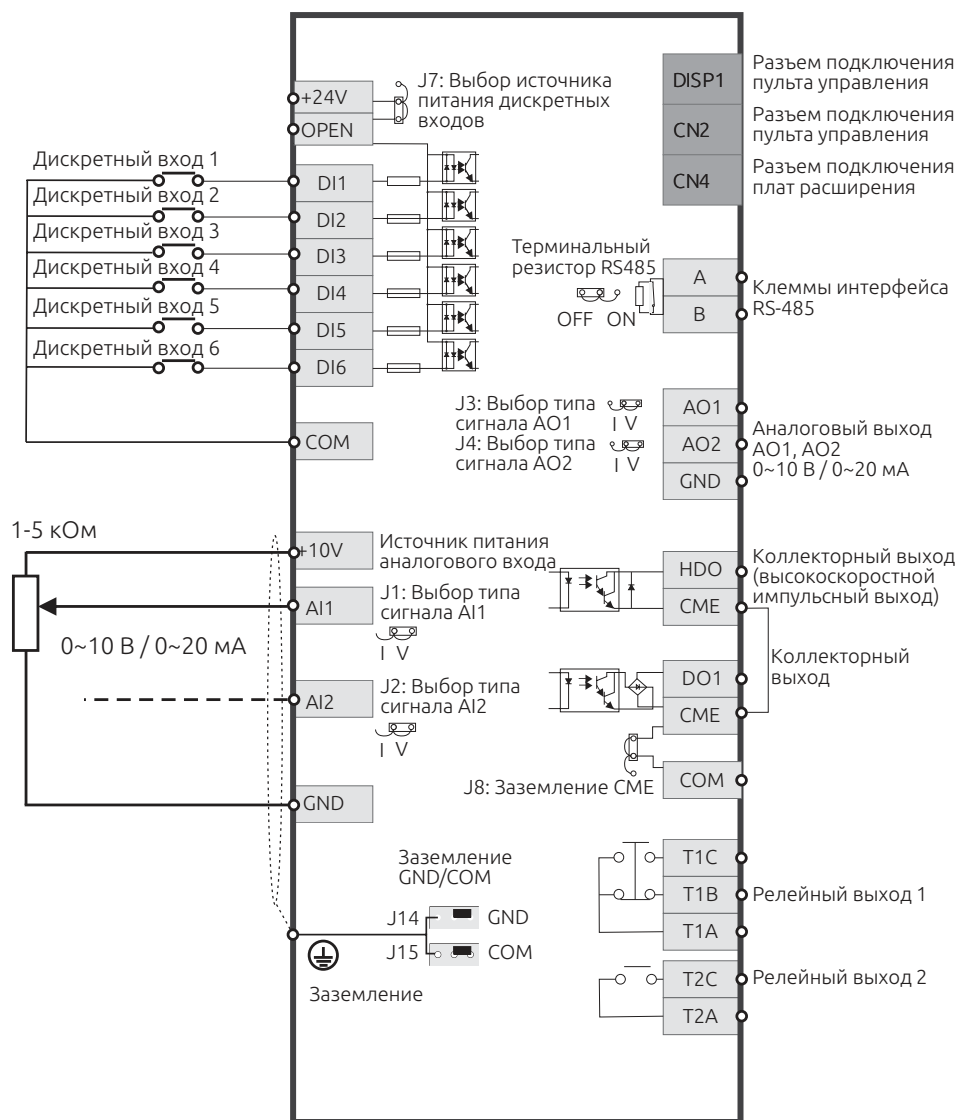 +24V
OPEN
J7: Выбор источника
питания дискретных
входов
DISP1
Разъем подключения
пульта управления
CN2
Разъем подключения
пульта управления
CN4
Разъем подключения
плат расширения
Дискретный вход 1
DI1
Дискретный вход 2
DI2
Дискретный вход 3
DI3
Дискретный вход 4
DI4
Дискретный вход 5
DI5
Дискретный вход 6
DI6
COM
Терминальный
резистор RS485
OFF ON
A
B
Клеммы интерфейса
RS-485
J3: Выбор типа
сигнала AO1
I V
J4: Выбор типа
сигнала AO2
I V
AO1
AO2
GND
Аналоговый выход
AO1, AO2
0~10 В / 0~20 мА
1-5 кОм
+10V
Источник питания
аналогового входа
AI1
J1: Выбор типа
сигнала AI1
I V
0~10 В / 0~20 мА
AI2
J2: Выбор типа
сигнала AI2
I V
GND
HDO
CME
Коллекторный выход
(высокоскоростной
импульсный выход)
DO1
CME
Коллекторный
выход
J8: Заземление CME
COM
Заземление
GND/COM
J14
GND
J15
COM
Заземление
T1C
T1B
T1A
Релейный выход 1
T2C
T2A
Релейный выход 2